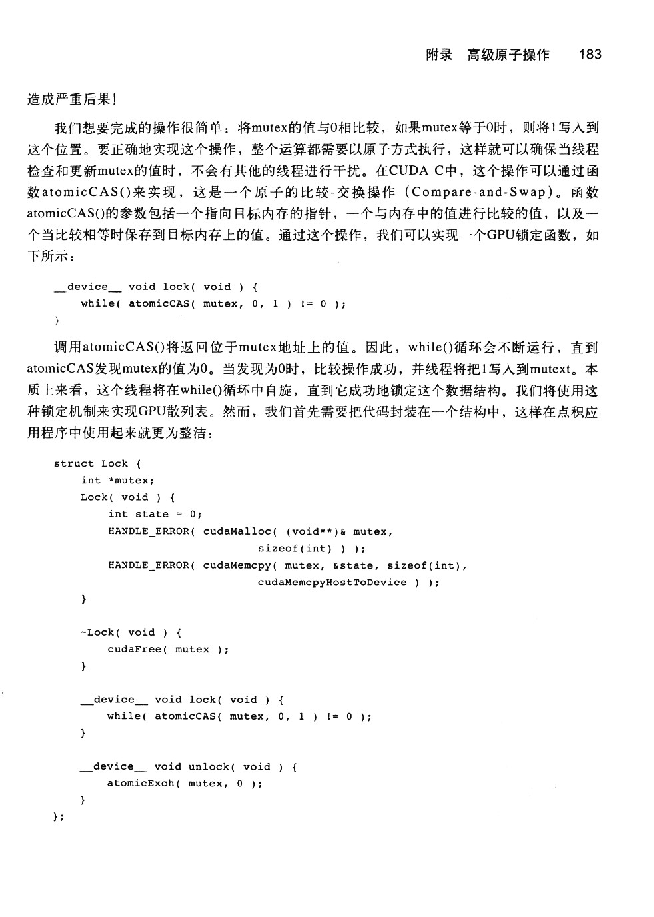 附录 高级原子操作 183
造成严重后果!
我们想要完成的操作很简单:将mutex的值与0相比较,如果mutex等于0时,则将1写入到
这个位置。要正确地实现这个操作,整个运算都需要以原子方式执行,这样就可以确保当线程
检查和更新mutex的值时,不会有其他的线程进行干扰。在CUDA C中,这个操作可以通过函
数atomicCAS()来实现,这是一个原子的比较-交换操作(Compare-and-Swap)。函数
atomicCAS()的参数包括一个指向目标内存的指针,一个与内存中的值进行比较的值,以及一
个当比较相等时保存到目标内存上的值。通过这个操作,我们可以实现一个GPU锁定函数,如
下所示:
__device__ void lock( void ) {
while( atomicCAS( mutex, 0, 1 ) != 0 );
}
调用atomicCAS()将返回位于mutex地址上的值。因此,while()循环会不断运行,直到
atomicCAS发现mutex的值为0。当发现为0时,比较操作成功,并线程将把1写入到mutext。本
质上来看,这个线程将在while()循环中自旋,直到它成功地锁定这个数据结构。我们将使用这
种锁定机制来实现GPU散列表。然而,我们首先需要把代码封装在一个结构中,这样在点积应
用程序中使用起来就更为整洁:
struct Lock {
int *mutex;
Lock( void ) {
int state = 0;
HANDLE_ERROR( cudaMalloc( (void**)& mutex,
sizeof(int) ) );
HANDLE_ERROR( cudaMemcpy( mutex, &state, sizeof(int),
cudaMemcpyHostToDevice ) );
}
~Lock( void ) {
cudaFree( mutex );
}
__device__ void lock( void ) {
while( atomicCAS( mutex, 0, 1 ) != 0 );
}
__device__ void unlock( void ) {
atomicExch( mutex, 0 );
}
};